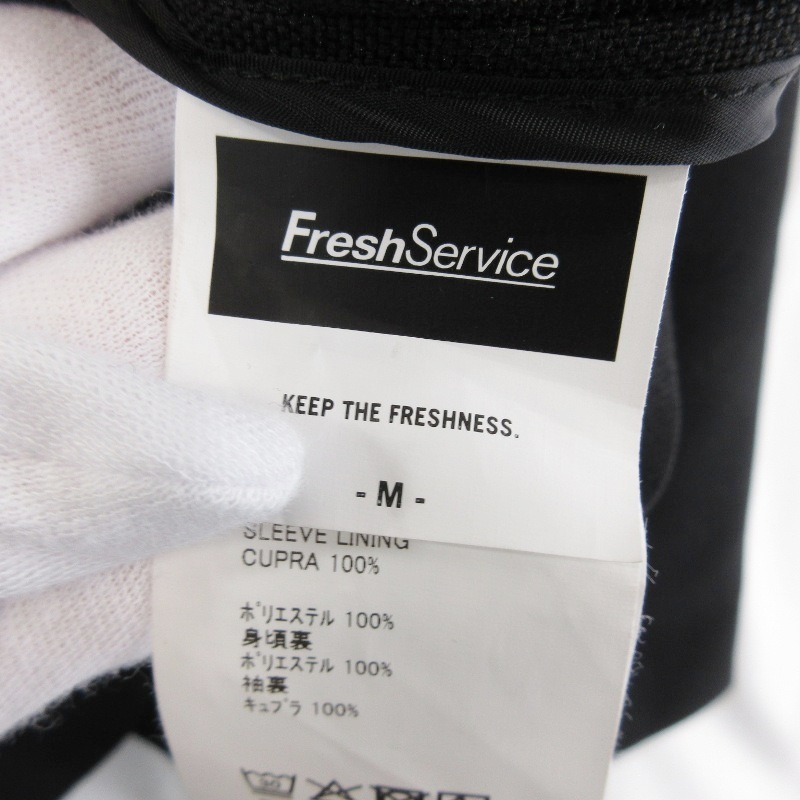 FreshService
KEEP THE FRESHNESS.
- M -
SLEEVE LINING
CUPRA 100%
ポリエステル 100%
身頃裏
ポリエステル 100%
袖裏
キュプラ 100%